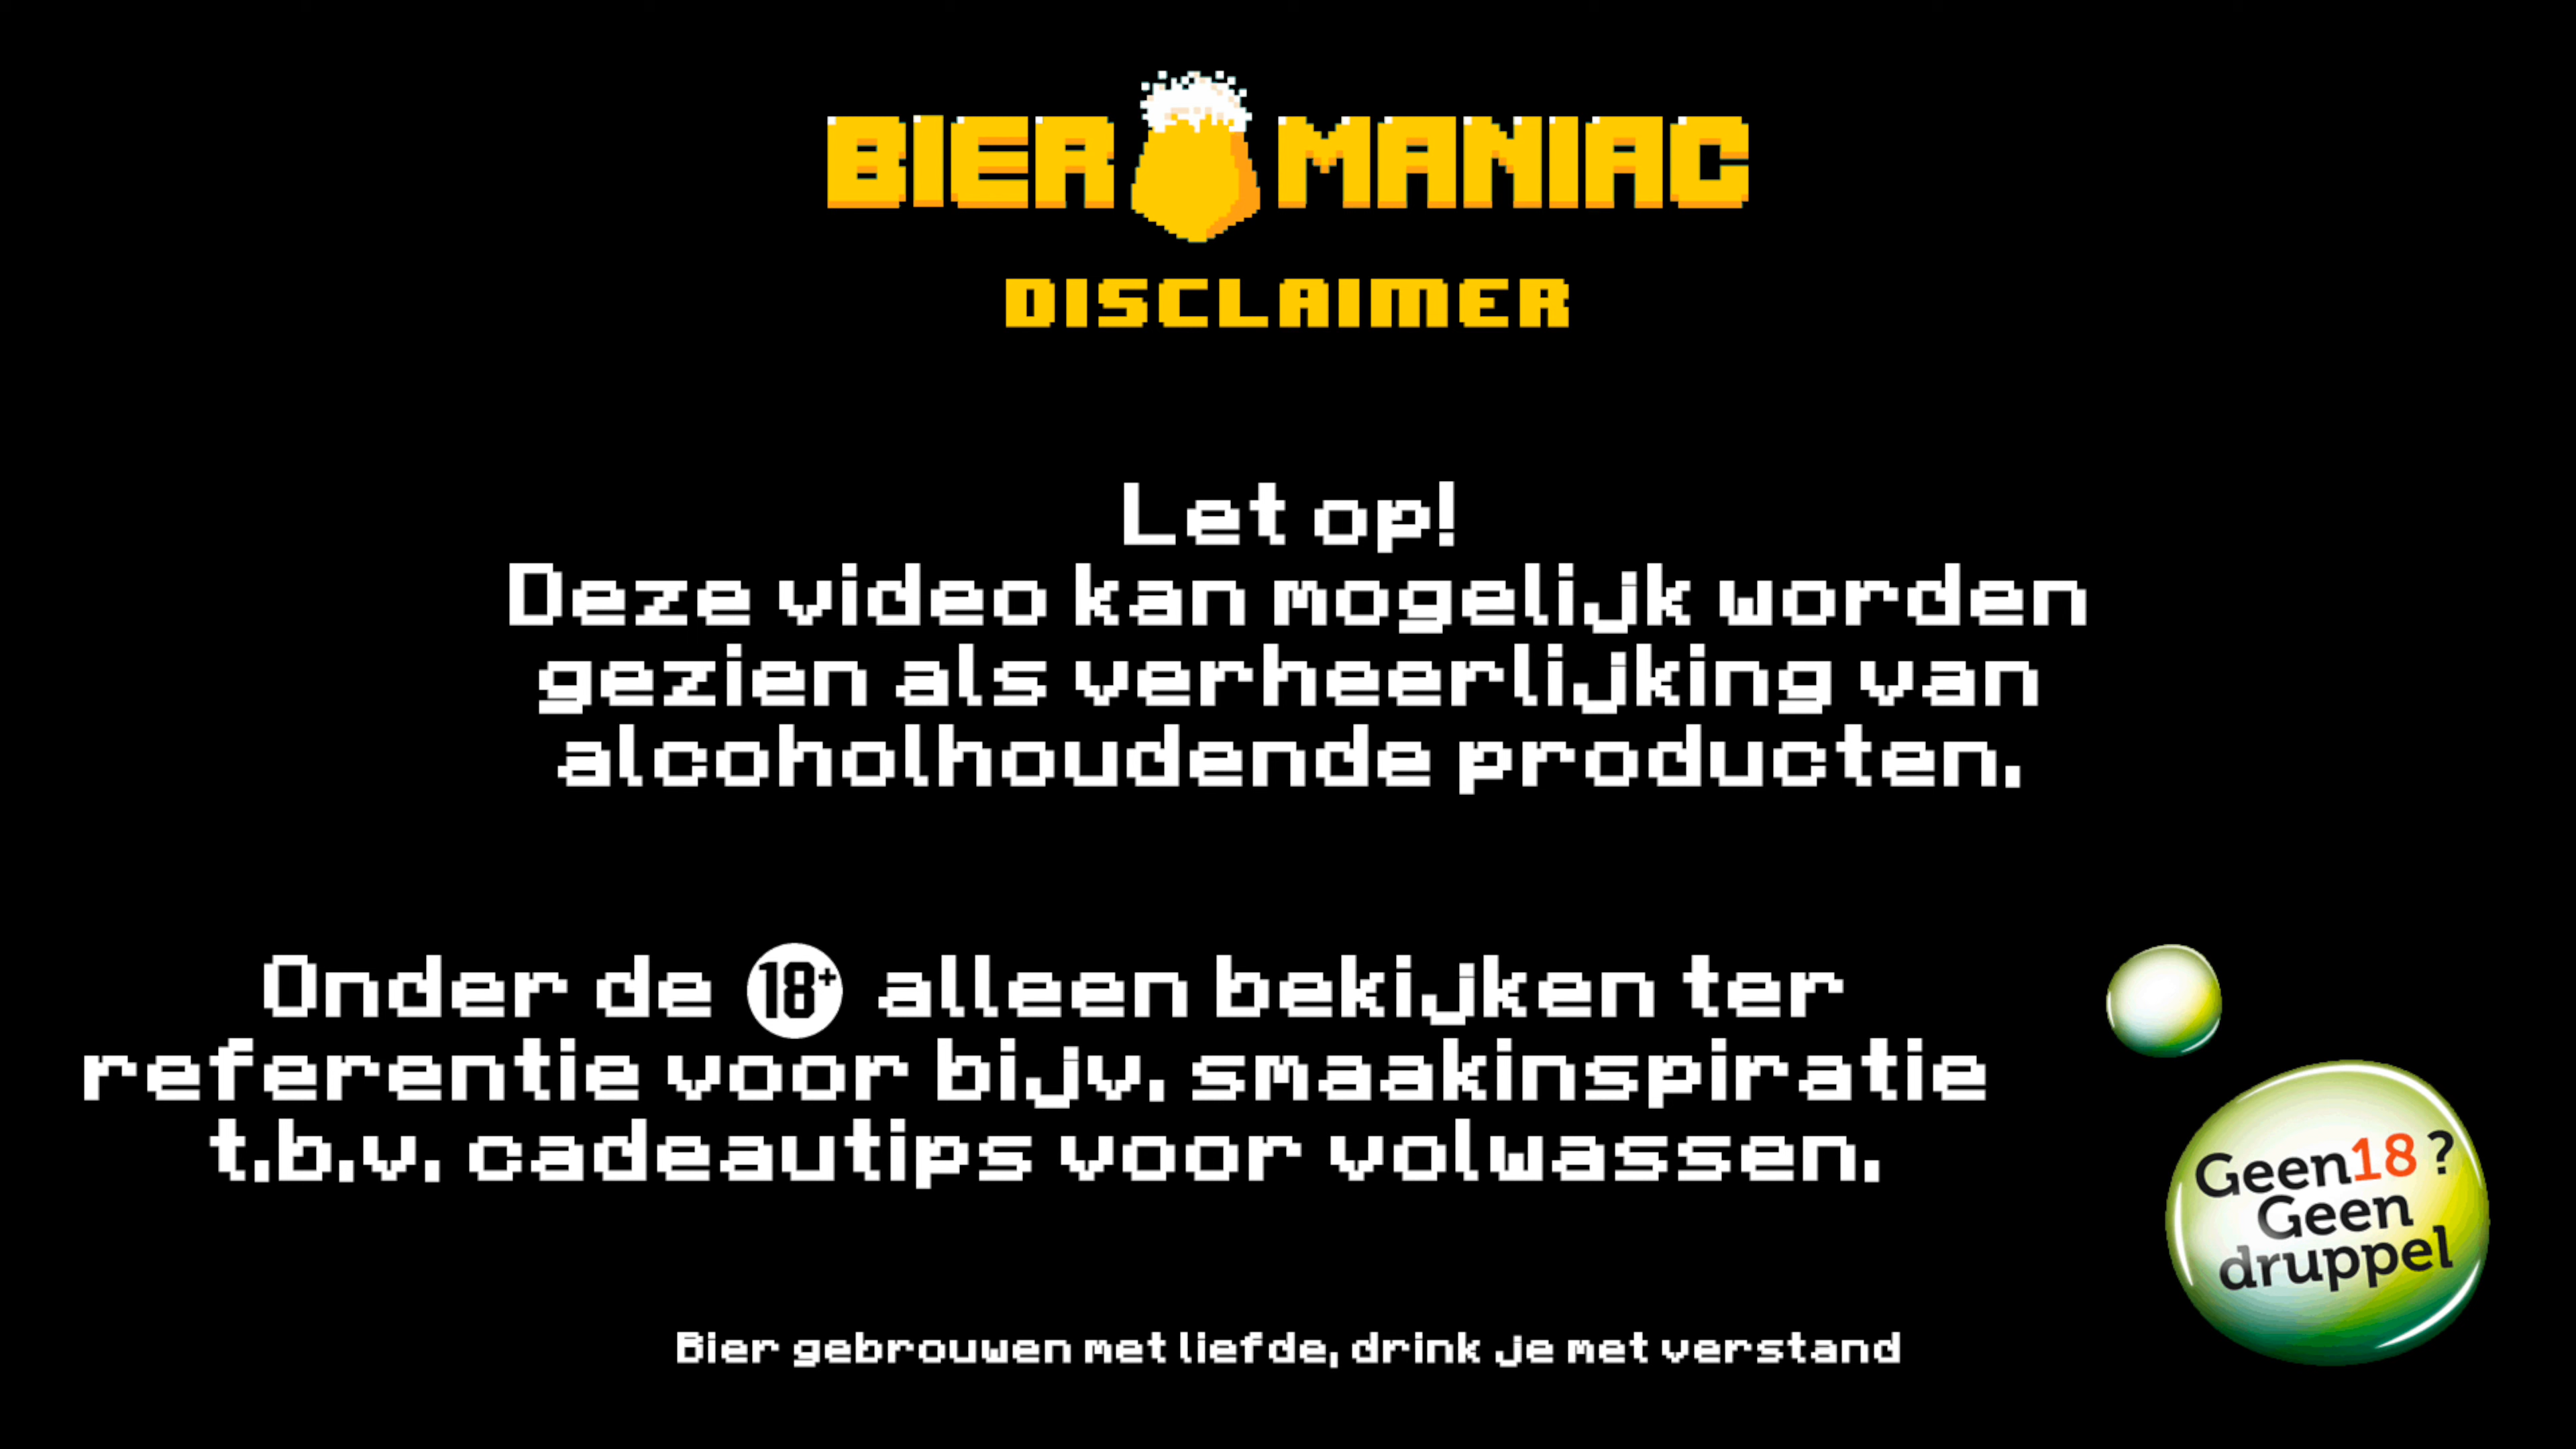 BIER MANIAC
DISCLAIMER
Let op!
Deze video kan mogelijk worden
gezien als verheerlijking van
alcoholhoudende producten.
Onder de 18+ alleen bekijken ter
referentie voor bijv. smaakinspiratie
t.b.v. cadeautips voor volwassen.
Geen18?
Geen
druppel
Bier gebrouwen met liefde, drink je met verstand